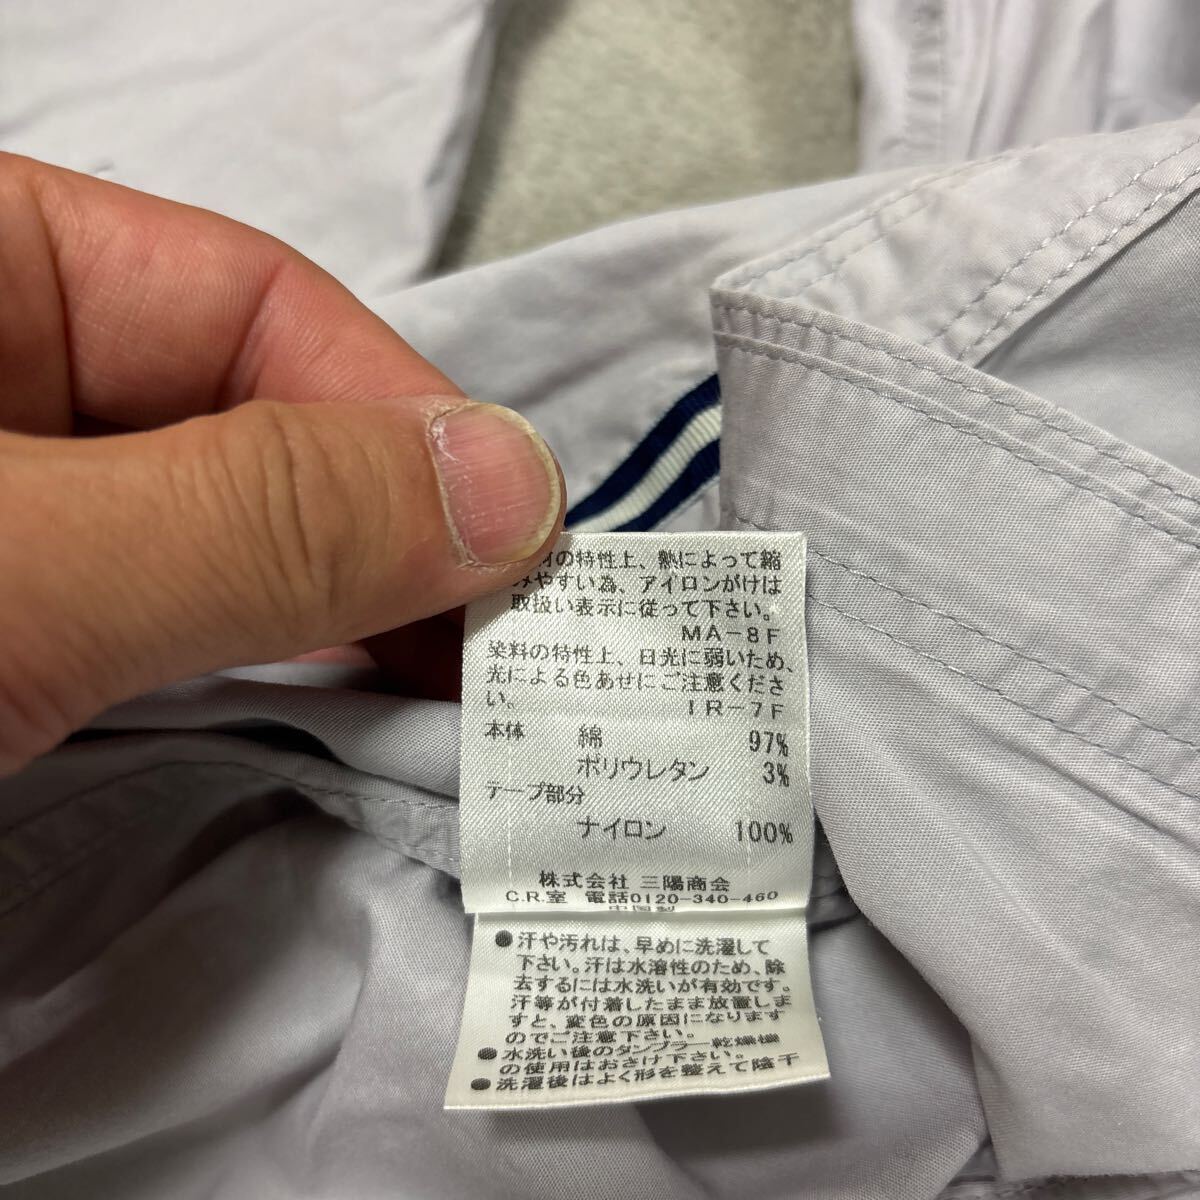 の特性上、熱によって縮
みやすい為、アイロンがけは
取扱い表示に従って下さい。
MA-8F
染料の特性上、日光に弱いため、
光による色あせにご注意くださ
い。
IR-7F
本体 綿 97%
ポリウレタン 3%
テープ部分
ナイロン 100%
株式会社 三陽商会
C.R.室 電話0120-340-460
中国製
●汗や汚れは、早めに洗濯して
下さい。汗は水溶性のため、除
去するには水洗いが有効です。
汗等が付着したまま放置しま
すと、変色の原因になります
のでご注意下さい。
●水洗い後のタンブラー乾燥機
の使用はおさけ下さい。
●洗濯後はよく形を整えて陰干